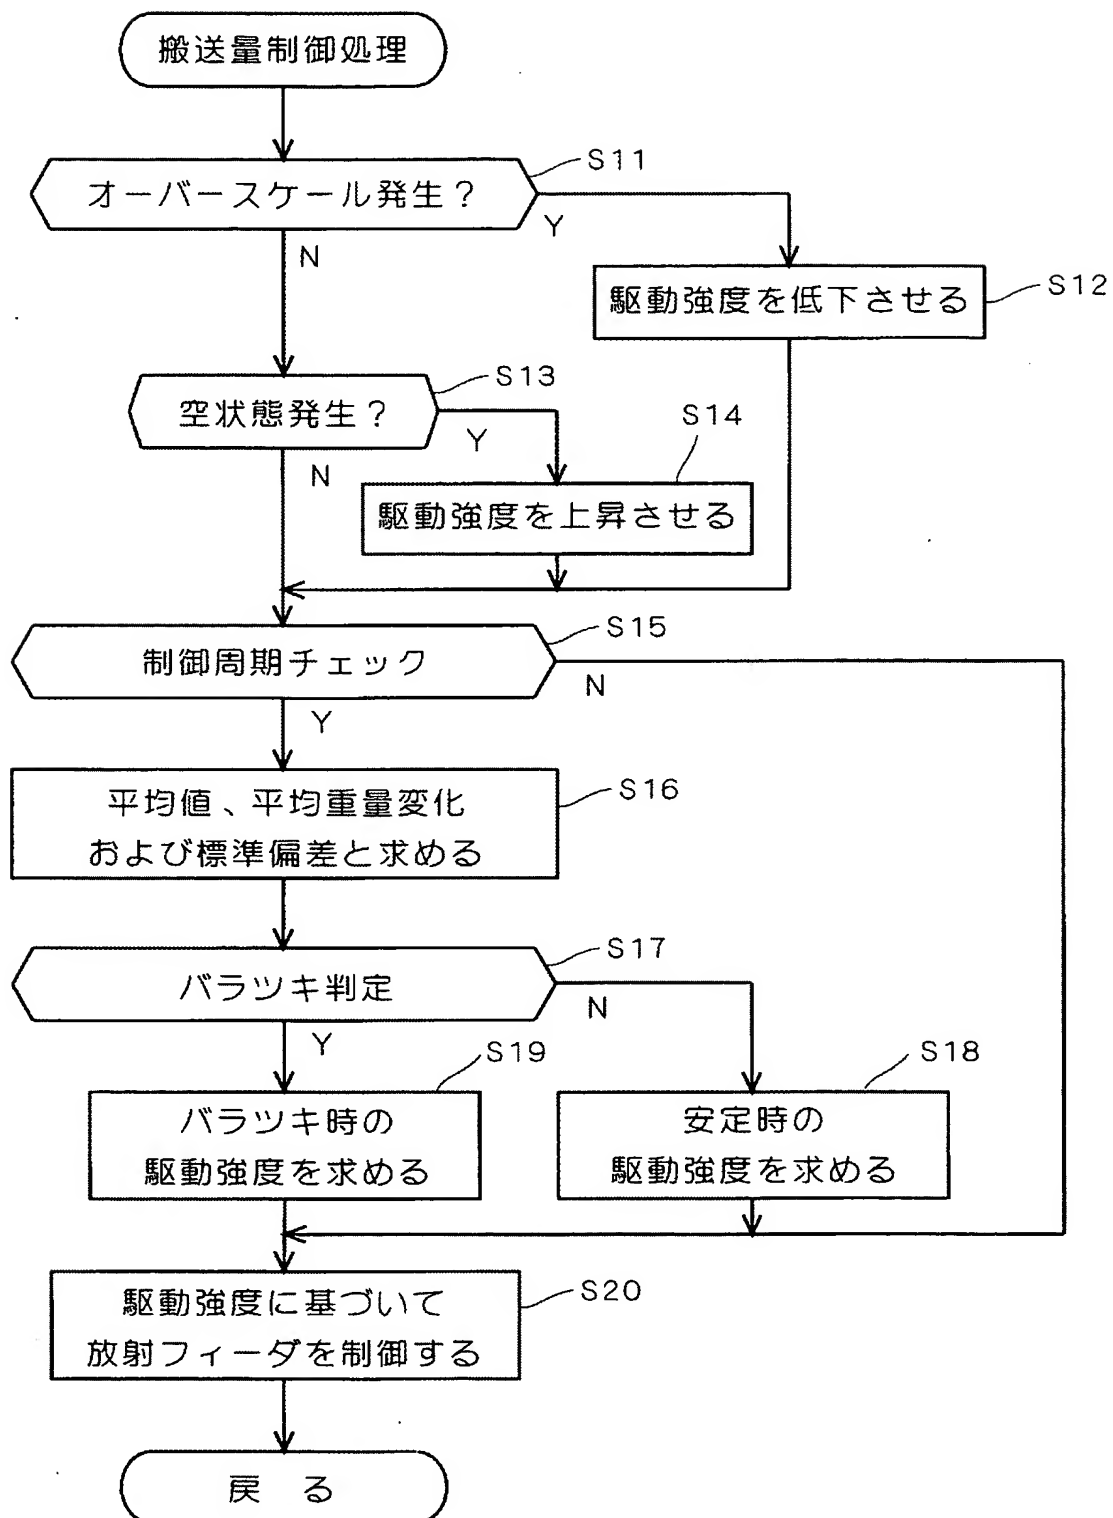 搬送量制御処理
S11
オーバースケール発生？
Y
N
S12
駆動強度を低下させる
S13
空状態発生？
Y
N
S14
駆動強度を上昇させる
S15
制御周期チェック
N
Y
S16
平均値、平均重量変化
および標準偏差と求める
S17
バラツキ判定
N
Y
S19
バラツキ時の
駆動強度を求める
S18
安定時の
駆動強度を求める
S20
駆動強度に基づいて
放射フィーダを制御する
戻 る